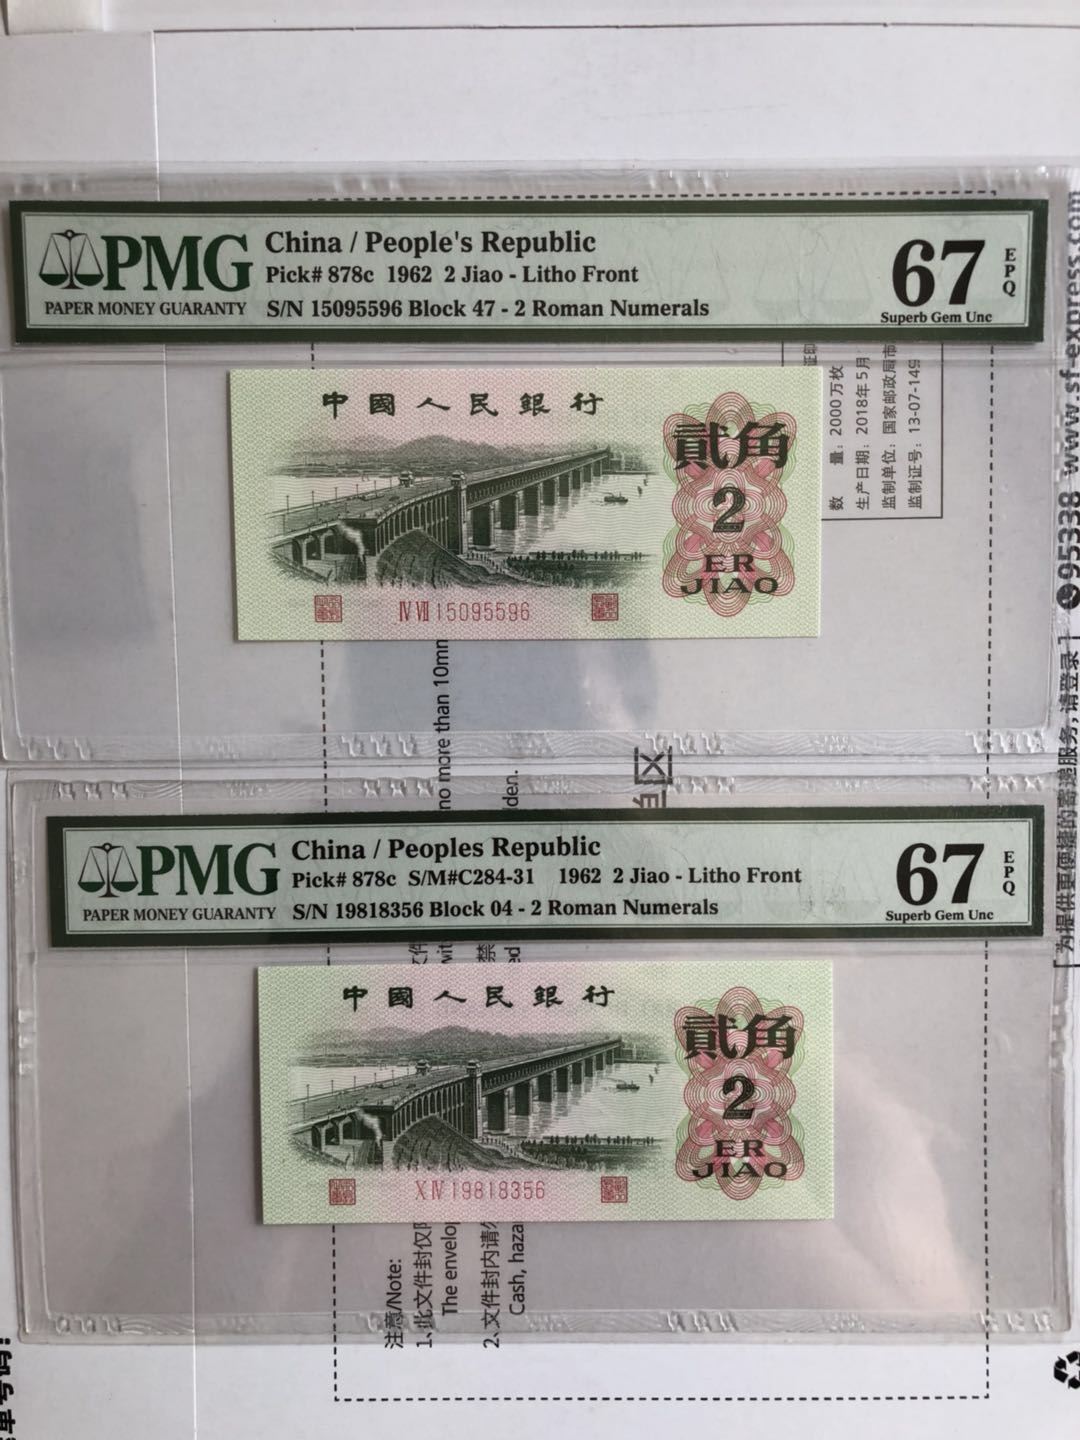 PMG
PAPER MONEY GUARANTY
China / People's Republic
Pick# 878c 1962 2 Jiao - Litho Front
S/N 15095596 Block 47 - 2 Roman Numerals
67
EPQ
Superb Gem Unc
中國人民銀行
貳角
2
ER
JIAO
IV VII 15095596
数 量：2000万枚
生产日期：2018年5月
监制单位：国家邮政局市
监制证号：13-07-149
95338 www.sf-express.com
为提供更便捷的寄递服务,请登录
no more than 10mm
den.
PMG
PAPER MONEY GUARANTY
China / Peoples Republic
Pick# 878c S/M#C284-31 1962 2 Jiao - Litho Front
S/N 19818356 Block 04 - 2 Roman Numerals
67
EPQ
Superb Gem Unc
中國人民銀行
貳角
2
ER
JIAO
X IV 19818356
注意/Note:
1、此文件封仅
The envelop
2、文件封内请
Cash, haza